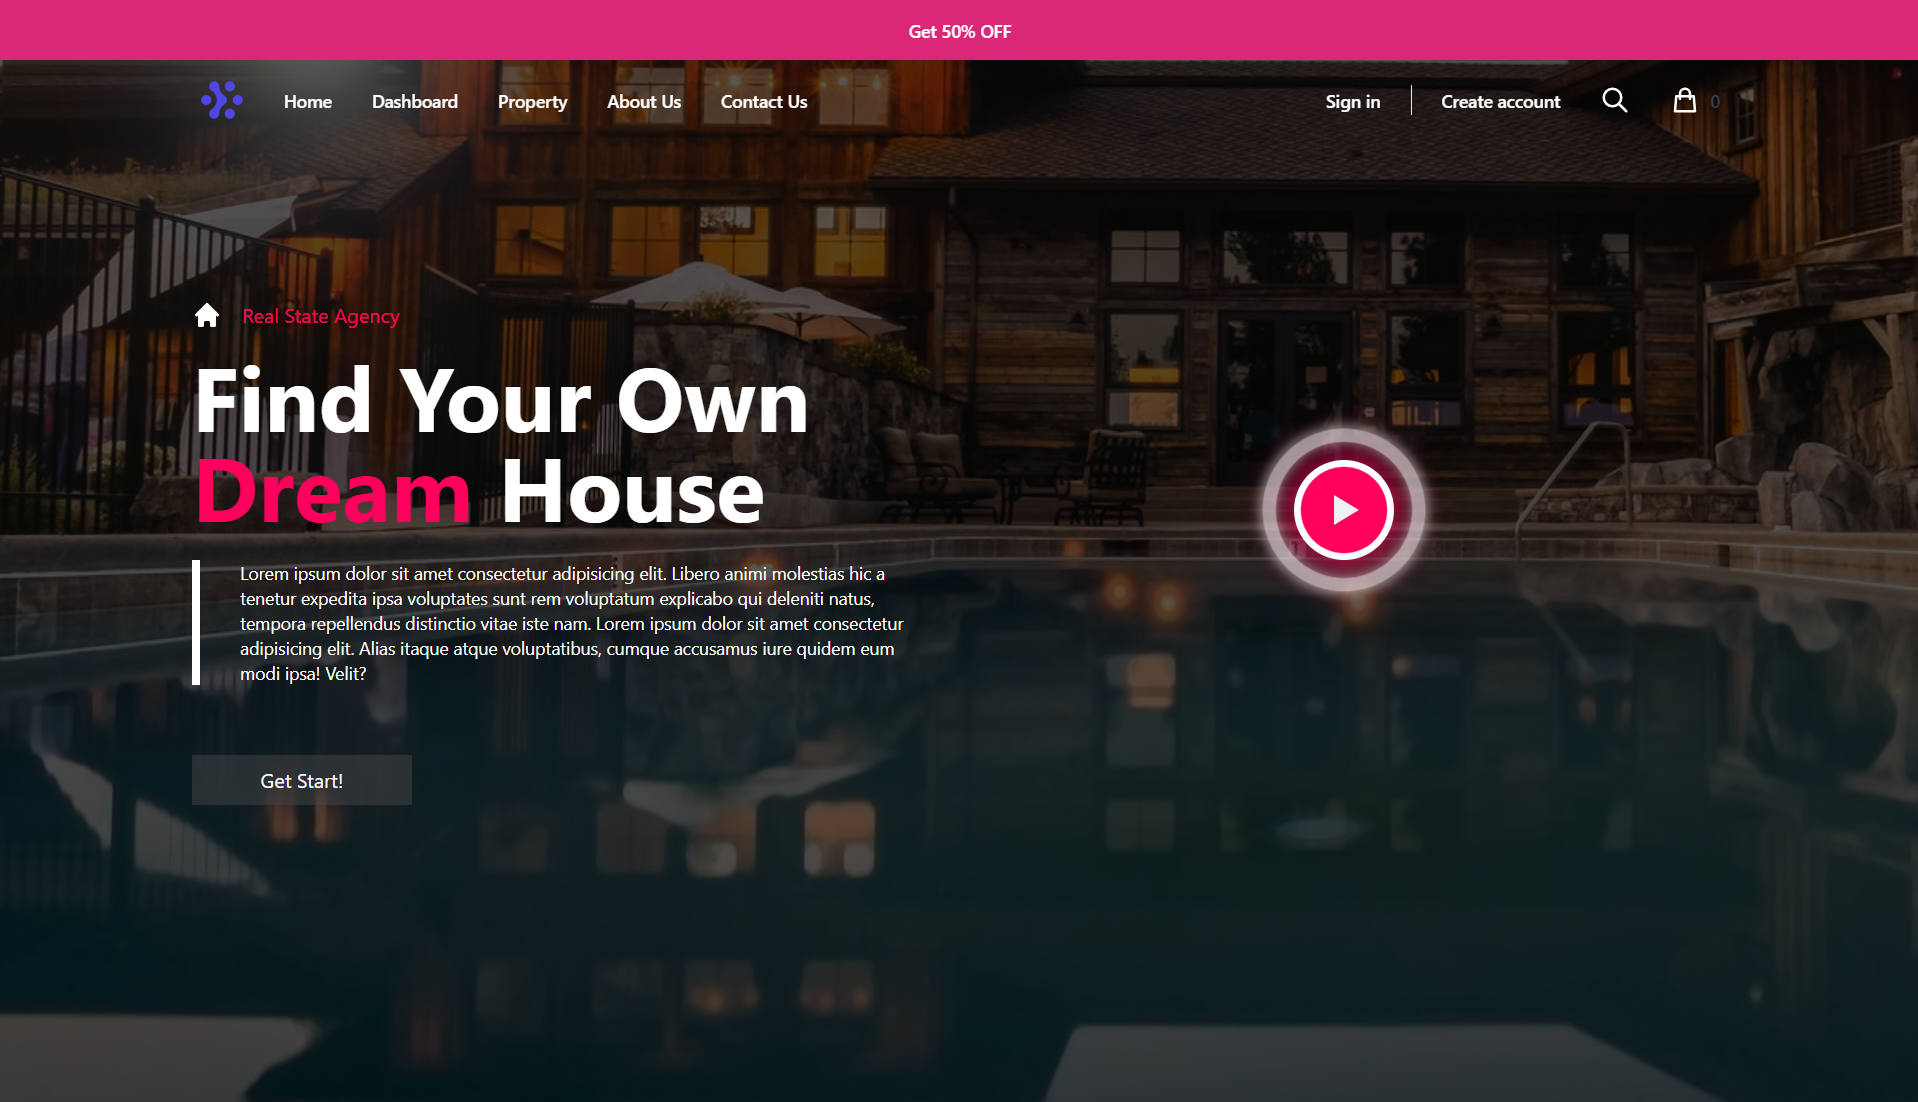 Get 50% OFF
Home Dashboard Property About Us Contact Us Sign in Create account 0
Real State Agency
Find Your Own
Dream House
Lorem ipsum dolor sit amet consectetur adipisicing elit. Libero animi molestias hic a
tenetur expedita ipsa voluptates sunt rem voluptatum explicabo qui deleniti natus,
tempora repellendus distinctio vitae iste nam. Lorem ipsum dolor sit amet consectetur
adipisicing elit. Alias itaque atque voluptatibus, cumque accusamus iure quidem eum
modi ipsa! Velit?
Get Start!